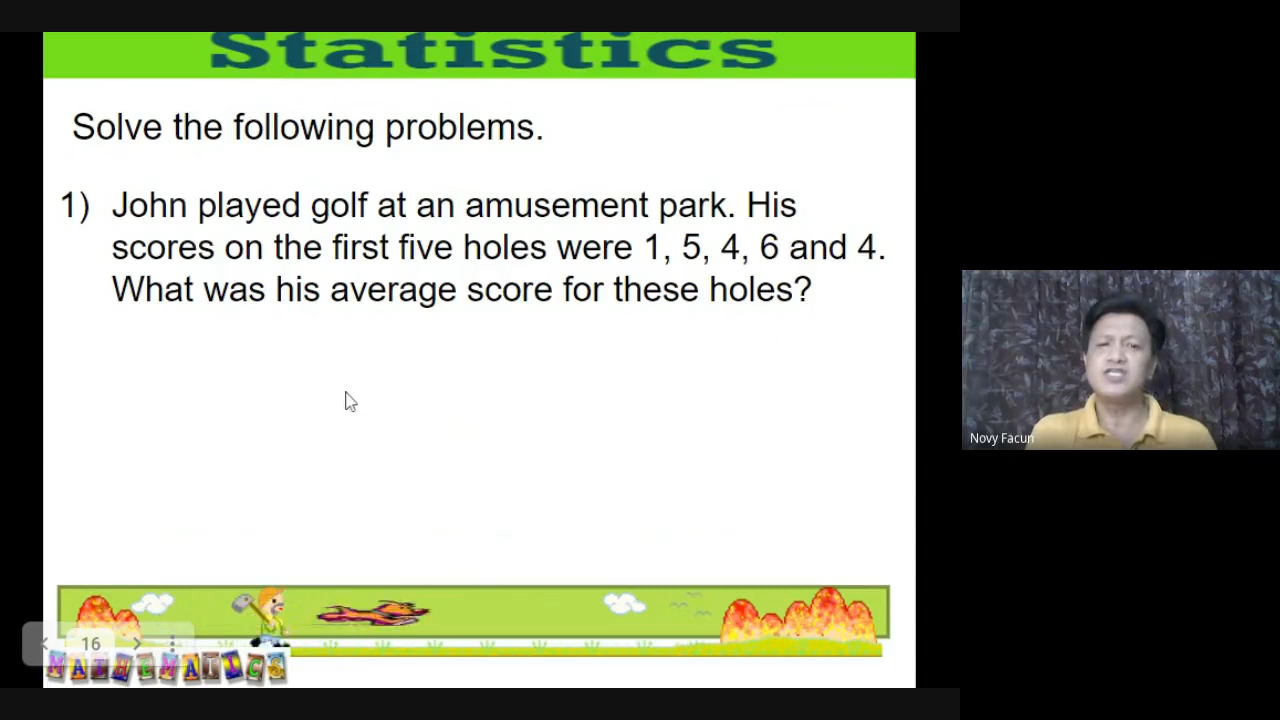 Statistics
Solve the following problems.
1) John played golf at an amusement park. His
scores on the first five holes were 1, 5, 4, 6 and 4.
What was his average score for these holes?
Novy Facun
16
MATHEMATICS